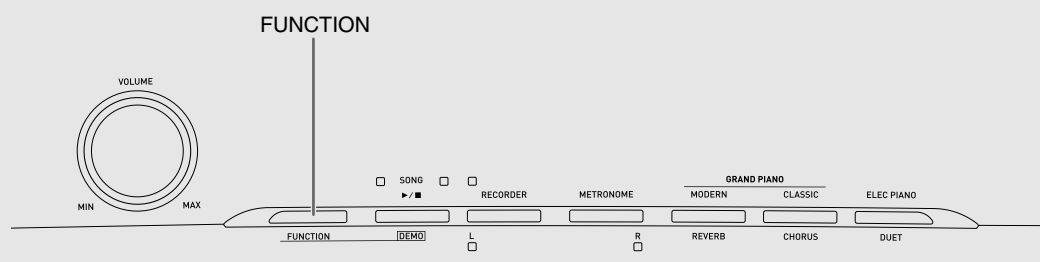 FUNCTION
VOLUME
MIN MAX
SONG
▶/■ RECORDER METRONOME
GRAND PIANO
MODERN CLASSIC ELEC PIANO
FUNCTION DEMO L R REVERB CHORUS DUET